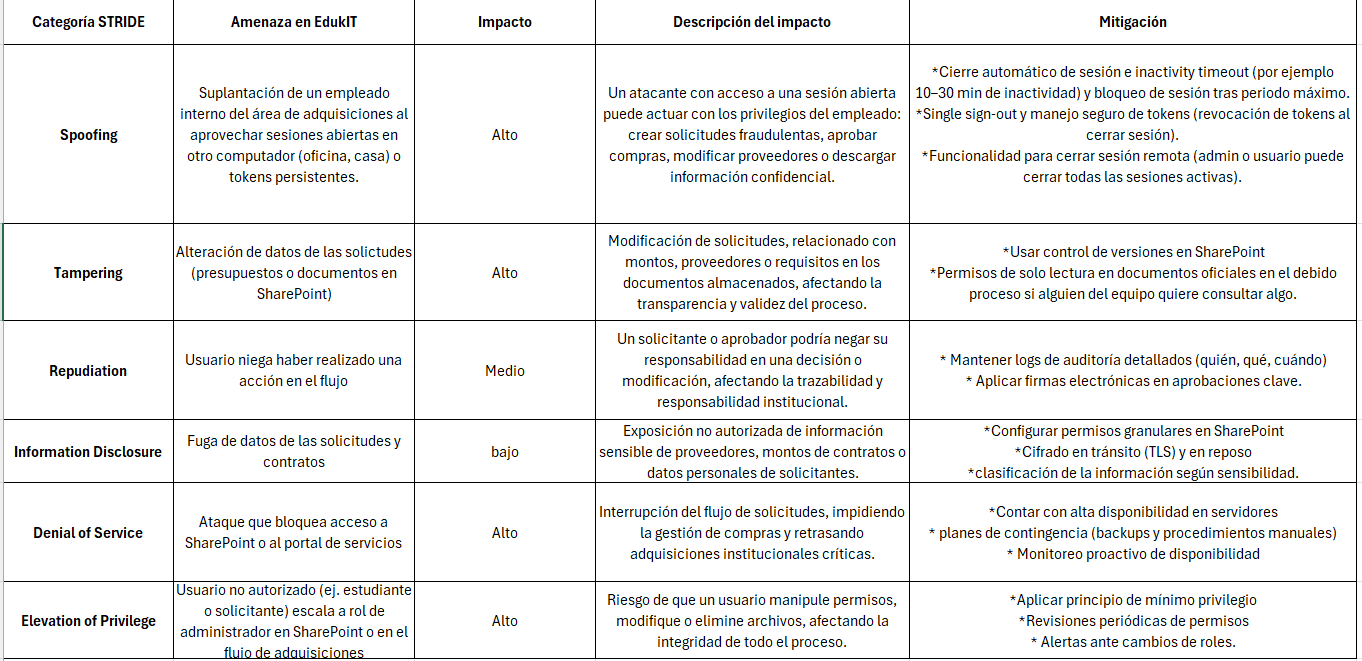 Categoría STRIDE
Amenaza en EdukIT
Impacto
Descripción del impacto
Mitigación
Spoofing
Suplantación de un empleado
interno del área de adquisiciones al
aprovechar sesiones abiertas en
otro computador (oficina, casa) o
tokens persistentes.
Alto
Un atacante con acceso a una sesión abierta
puede actuar con los privilegios del empleado:
crear solicitudes fraudulentas, aprobar
compras, modificar proveedores o descargar
información confidencial.
*Cierre automático de sesión e inactivity timeout (por ejemplo
10–30 min de inactividad) y bloqueo de sesión tras periodo máximo.
*Single sign-out y manejo seguro de tokens (revocación de tokens al
cerrar sesión).
*Funcionalidad para cerrar sesión remota (admin o usuario puede
cerrar todas las sesiones activas).
Tampering
Alteración de datos de las solictudes
(presupuestos o documentos en
SharePoint)
Alto
Modificación de solicitudes, relacionado con
montos, proveedores o requisitos en los
documentos almacenados, afectando la
transparencia y validez del proceso.
*Usar control de versiones en SharePoint
*Permisos de solo lectura en documentos oficiales en el debido
proceso si alguien del equipo quiere consultar algo.
Repudiation
Usuario niega haber realizado una
acción en el flujo
Medio
Un solicitante o aprobador podría negar su
responsabilidad en una decisión o
modificación, afectando la trazabilidad y
responsabilidad institucional.
* Mantener logs de auditoría detallados (quién, qué, cuándo)
* Aplicar firmas electrónicas en aprobaciones clave.
Information Disclosure
Fuga de datos de las solicitudes y
contratos
bajo
Exposición no autorizada de información
sensible de proveedores, montos de contratos o
datos personales de solicitantes.
*Configurar permisos granulares en SharePoint
*Cifrado en tránsito (TLS) y en reposo
*clasificación de la información según sensibilidad.
Denial of Service
Ataque que bloquea acceso a
SharePoint o al portal de servicios
Alto
Interrupción del flujo de solicitudes, impidiendo
la gestión de compras y retrasando
adquisiciones institucionales críticas.
*Contar con alta disponibilidad en servidores
* planes de contingencia (backups y procedimientos manuales)
* Monitoreo proactivo de disponibilidad
Elevation of Privilege
Usuario no autorizado (ej. estudiante
o solicitante) escala a rol de
administrador en SharePoint o en el
flujo de adquisiciones
Alto
Riesgo de que un usuario manipule permisos,
modifique o elimine archivos, afectando la
integridad de todo el proceso.
*Aplicar principio de mínimo privilegio
*Revisiones periódicas de permisos
* Alertas ante cambios de roles.